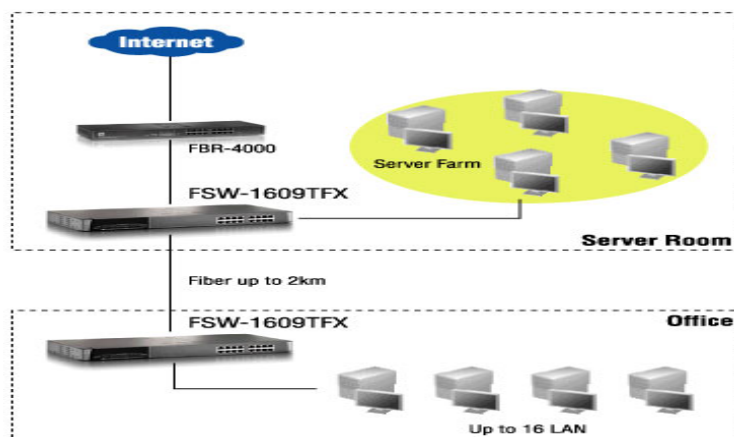 Internet
FBR-4000
FSW-1609TFX
Server Farm
Server Room
Fiber up to 2km
FSW-1609TFX
Office
Up to 16 LAN